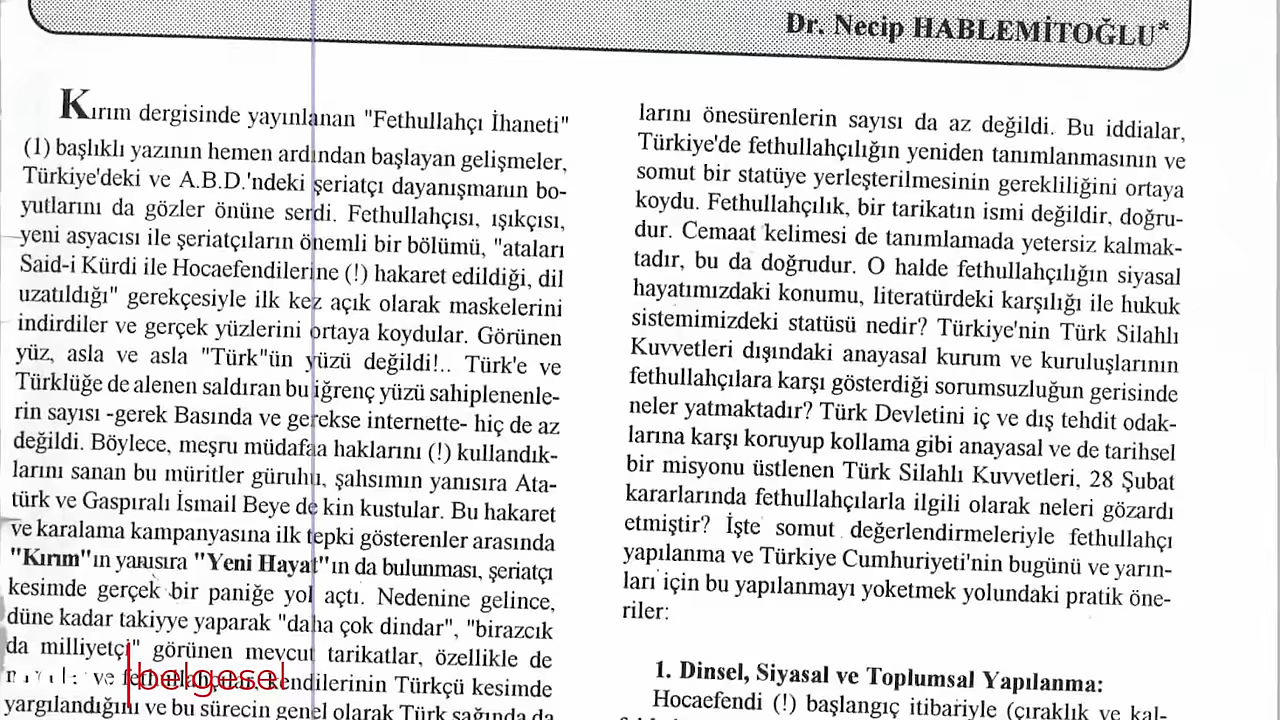 Dr. Necip HABLEMİTOĞLU*
Kırım dergisinde yayınlanan "Fethullahçı İhaneti"
(1) başlıklı yazının hemen ardından başlayan gelişmeler,
Türkiye'deki ve A.B.D.'ndeki şeriatçı dayanışmanın bo-
yutlarını da gözler önüne serdi. Fethullahçısı, ışıkçısı,
yeni asyacısı ile şeriatçıların önemli bir bölümü, "ataları
Said-i Kürdi ile Hocaefendilerine (!) hakaret edildiği, dil
uzatıldığı" gerekçesiyle ilk kez açık olarak maskelerini
indirdiler ve gerçek yüzlerini ortaya koydular. Görünen
yüz, asla ve asla "Türk"ün yüzü değildi!.. Türk'e ve
Türklüğe de alenen saldıran bu iğrenç yüzü sahiplenenle-
rin sayısı -gerek Basında ve gerekse internette- hiç de az
değildi. Böylece, meşru müdafaa haklarını (!) kullandık-
larını sanan bu müritler güruhu, şahsımın yanısıra Ata-
türk ve Gaspıralı İsmail Beye de kin kustular. Bu hakaret
ve karalama kampanyasına ilk tepki gösterenler arasında
"Kırım"ın yanısıra "Yeni Hayat"ın da bulunması, şeriatçı
kesimde gerçek bir paniğe yol açtı. Nedenine gelince,
düne kadar takiyye yaparak "daha çok dindar", "birazcık
da milliyetçi" görünen mevcut tarikatlar, özellikle de
ve kendilerinin Türkçü kesimde
yargılandığını ve bu sürecin genel olarak Türk sağında da
belgesel
larını önesürenlerin sayısı da az değildi. Bu iddialar,
Türkiye'de fethullahçılığın yeniden tanımlanmasının ve
somut bir statüye yerleştirilmesinin gerekliliğini ortaya
koydu. Fethullahçılık, bir tarikatın ismi değildir, doğru-
dur. Cemaat kelimesi de tanımlamada yetersiz kalmak-
tadır, bu da doğrudur. O halde fethullahçılığın siyasal
hayatımızdaki konumu, literatürdeki karşılığı ile hukuk
sistemimizdeki statüsü nedir? Türkiye'nin Türk Silahlı
Kuvvetleri dışındaki anayasal kurum ve kuruluşlarının
fethullahçılara karşı gösterdiği sorumsuzluğun gerisinde
neler yatmaktadır? Türk Devletini iç ve dış tehdit odak-
larına karşı koruyup kollama gibi anayasal ve de tarihsel
bir misyonu üstlenen Türk Silahlı Kuvvetleri, 28 Şubat
kararlarında fethullahçılarla ilgili olarak neleri gözardı
etmiştir? İşte somut değerlendirmeleriyle fethullahçı
yapılanma ve Türkiye Cumhuriyeti'nin bugünü ve yarın-
ları için bu yapılanmayı yoketmek yolundaki pratik öne-
riler:
1. Dinsel, Siyasal ve Toplumsal Yapılanma:
Hocaefendi (!) başlangıç itibariyle (çıraklık ve kal-